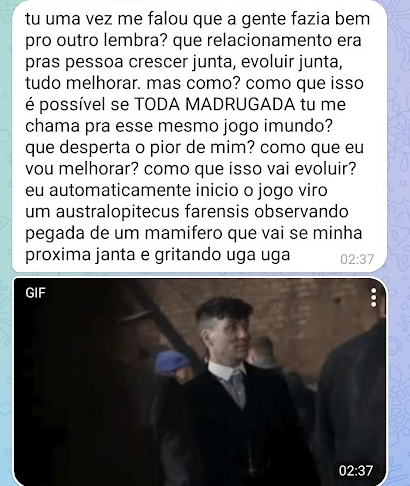 tu uma vez me falou que a gente fazia bem
pro outro lembra? que relacionamento era
pras pessoa crescer junta, evoluir junta,
tudo melhorar. mas como? como que isso
é possível se TODA MADRUGADA tu me
chama pra esse mesmo jogo imundo?
que desperta o pior de mim? como que eu
vou melhorar? como que isso vai evoluir?
eu automaticamente inicio o jogo viro
um australopitecus farensis observando
pegada de um mamifero que vai se minha
proxima janta e gritando uga uga
02:37
GIF
02:37